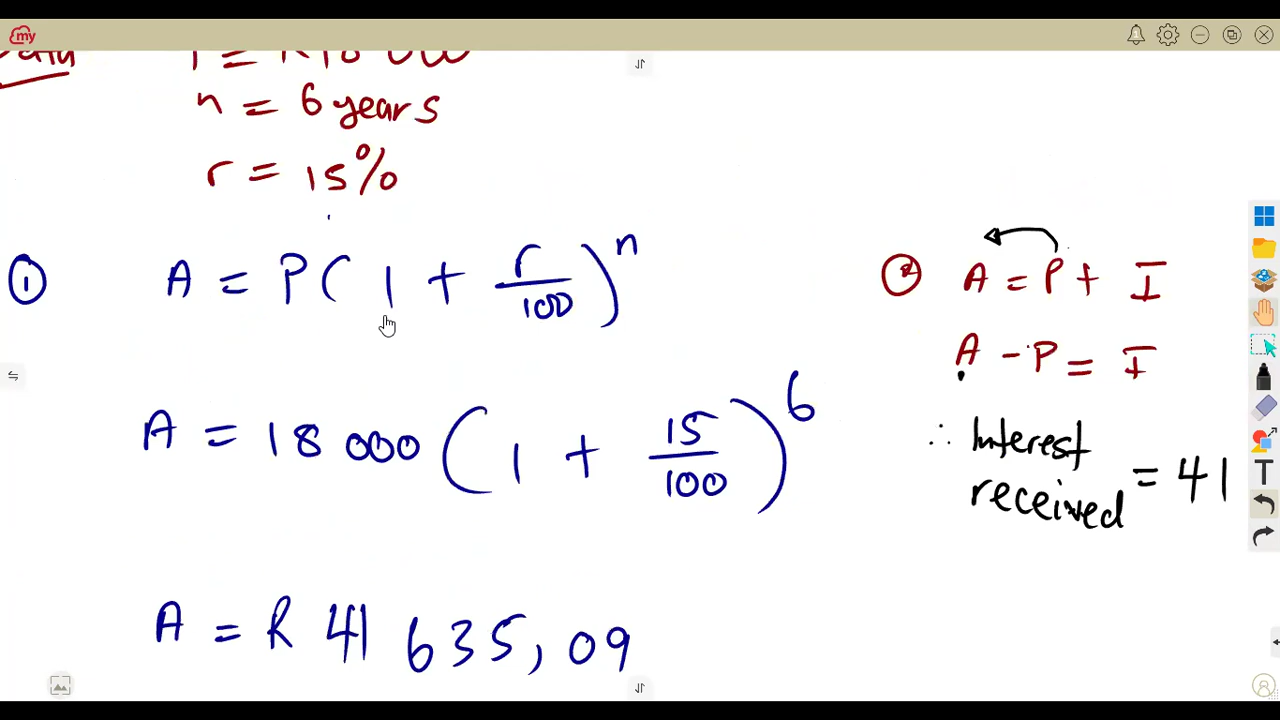 my
n = 6 years
r = 15%
① A = P( 1 + r/100 )^n
A = 18 000 ( 1 + 15/100 )^6
A = R 41 635,09
② A = P + I
A - P = I
∴ Interest
received = 41
T